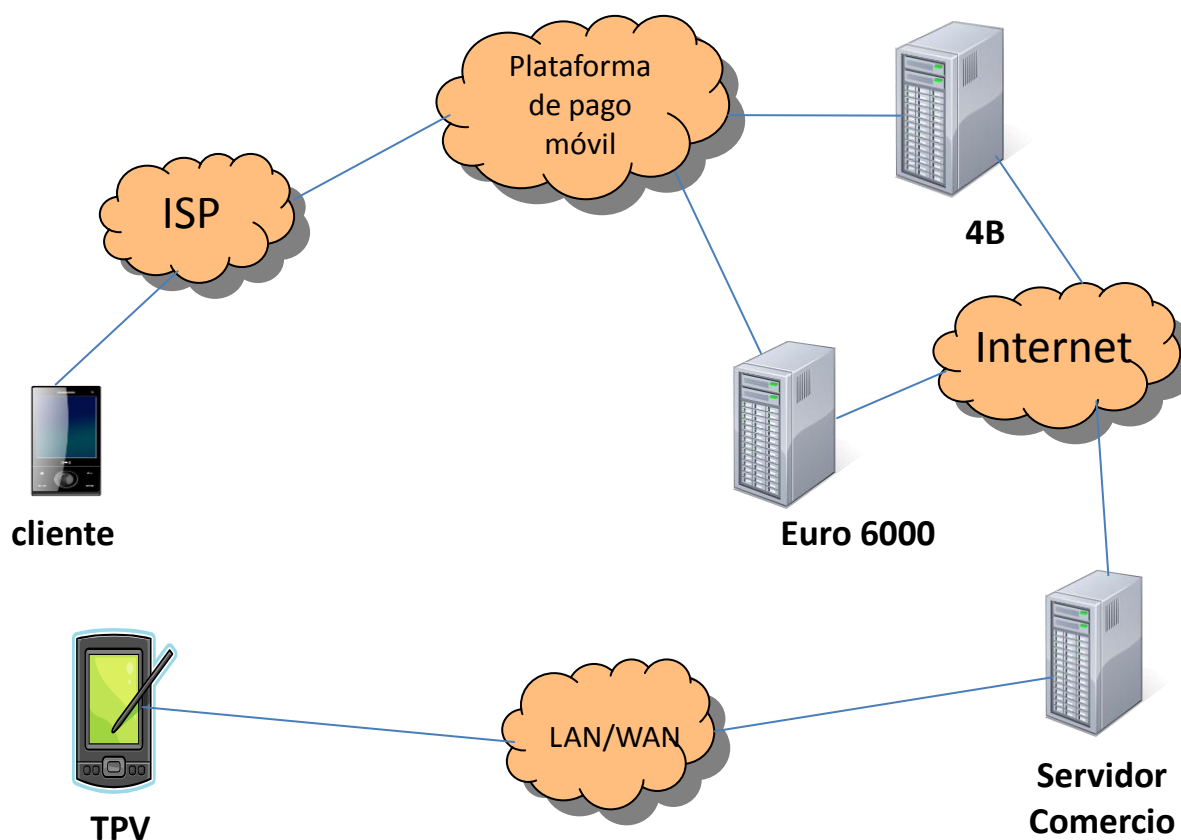 Plataforma
de pago
móvil
ISP
4B
Internet
cliente
Euro 6000
LAN/WAN
TPV
Servidor
Comercio